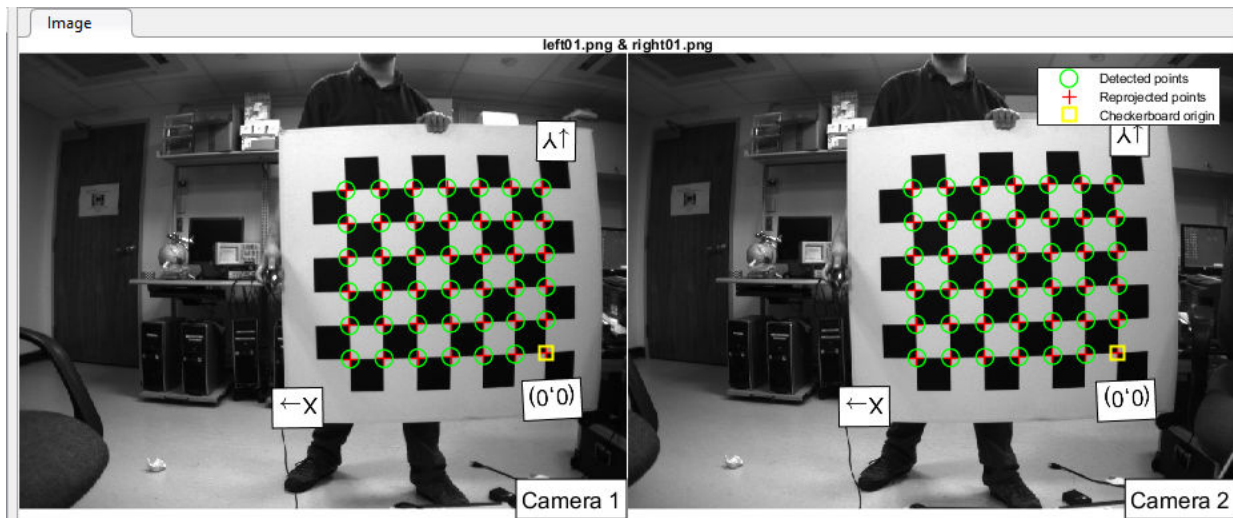 Image
left01.png & right01.png
Detected points
Reprojected points
Checkerboard origin
Y↑
Y↑
←X
(0,0)
←X
(0,0)
Camera 1
Camera 2